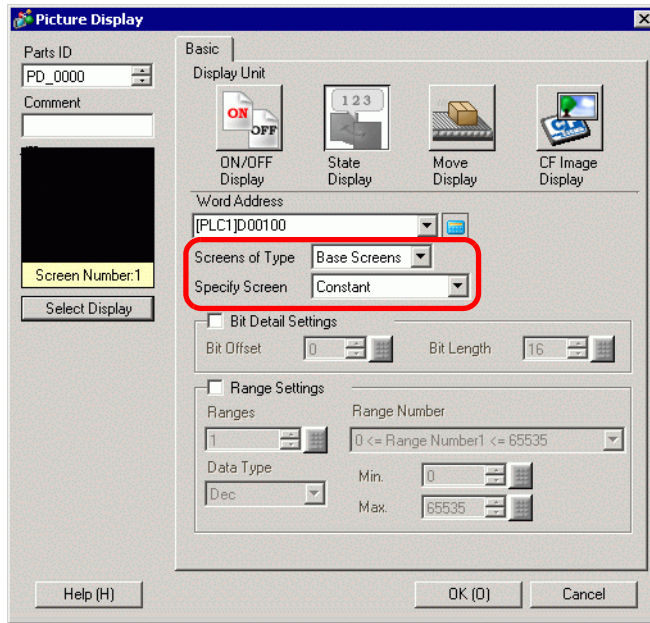 Picture Display
Parts ID
PD_0000
Comment
Screen Number:1
Select Display
Basic
Display Unit
ON OFF
ON/OFF Display
123
State Display
Move Display
CF Image Display
Word Address
[PLC1]D00100
Screens of Type Base Screens
Specify Screen Constant
Bit Detail Settings
Bit Offset 0 Bit Length 16
Range Settings
Ranges Range Number
1 0 <= Range Number1 <= 65535
Data Type Min. 0
Dec Max. 65535
Help (H) OK (O) Cancel